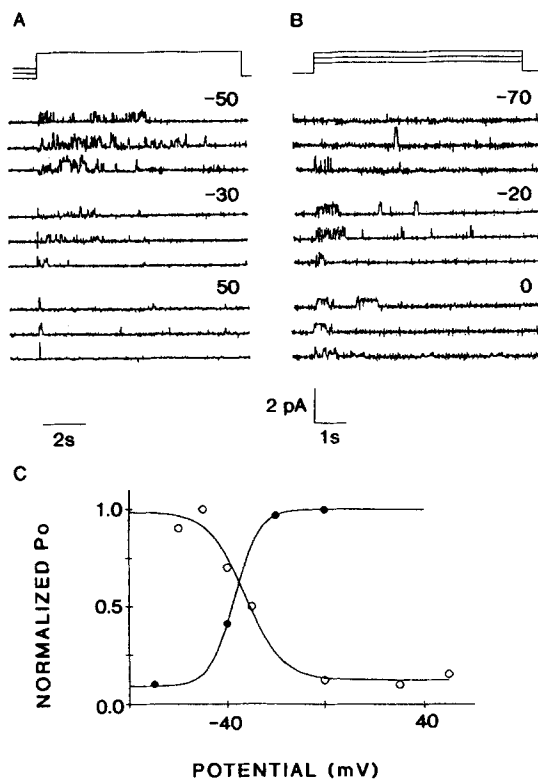 A
B
-50
-70
-30
-20
50
0
2 pA
2s
1s
C
NORMALIZED Po
1.0
0.5
0.0
-40
40
POTENTIAL (mV)